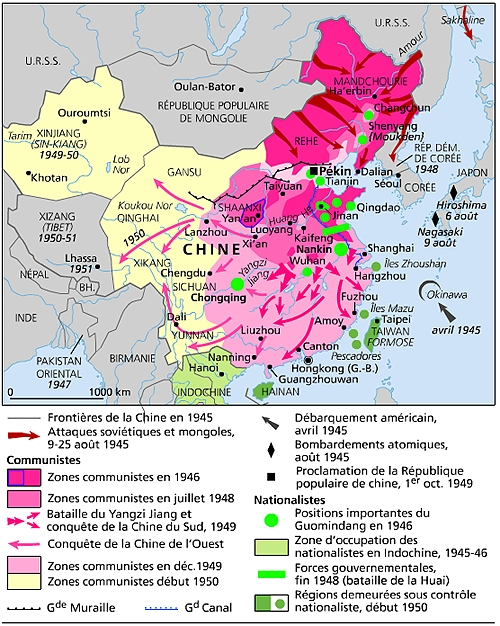 U.R.S.S.
Sakhaline
U.R.S.S.
Amour
MANDCHOURIE
Ha'erbin
Oulan-Bator
RÉPUBLIQUE POPULAIRE
DE MONGOLIE
Changchun
Shenyang
(Moukden)
REHE
Ouroumtsi
Tarim
XINJIANG
(SIN-KIANG)
1949-50
Lob
Nor
Khotan
GANSU
Pékin
Tianjin
Dalian
RÉP. DÉM.
DE CORÉE
1948
Séoul
CORÉE
JAPON
Taiyuan
SHAANXI
Yan'an
Huang He
Jinan
Qingdao
Hiroshima
6 août
Nagasaki
9 août
Koukou Nor
QINGHAI
1950
Lanzhou
Luoyang
Xi'an
Kaifeng
Nankin
XIZANG
(TIBET)
1950-51
Lhassa
1951
XIKANG
CHINE
Chengdu
SICHUAN
Chongqing
Yangzi
Jiang
Wuhan
Shanghai
Îles Zhoushan
Hangzhou
Okinawa
avril 1945
NÉPAL
BH.
INDE
Dali
YUNNAN
Liuzhou
Fuzhou
Îles Mazu
Amoy
Taipei
TAIWAN
FORMOSE
Pescadores
Canton
Nanning
Hongkong (G.-B.)
Guangzhouwan
Hanoi
HAINAN
INDOCHINE
BIRMANIE
PAKISTAN
ORIENTAL
1947
0 1000 km
Frontières de la Chine en 1945
Attaques soviétiques et mongoles,
9-25 août 1945
Communistes
Zones communistes en 1946
Zones communistes en juillet 1948
Bataille du Yangzi Jiang et
conquête de la Chine du Sud, 1949
Conquête de la Chine de l'Ouest
Zones communistes en déc.1949
Zones communistes début 1950
Gde Muraille
Gd Canal
Débarquement américain,
avril 1945
Bombardements atomiques,
août 1945
Proclamation de la République
populaire de chine, 1er oct. 1949
Nationalistes
Positions importantes du
Guomindang en 1946
Zone d'occupation des
nationalistes en Indochine, 1945-46
Forces gouvernementales,
fin 1948 (bataille de la Huai)
Régions demeurées sous contrôle
nationaliste, début 1950